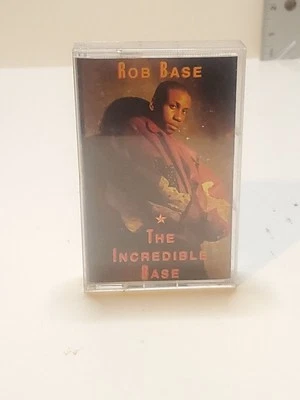 ROB BASE
THE
INCREDIBLE
BASE